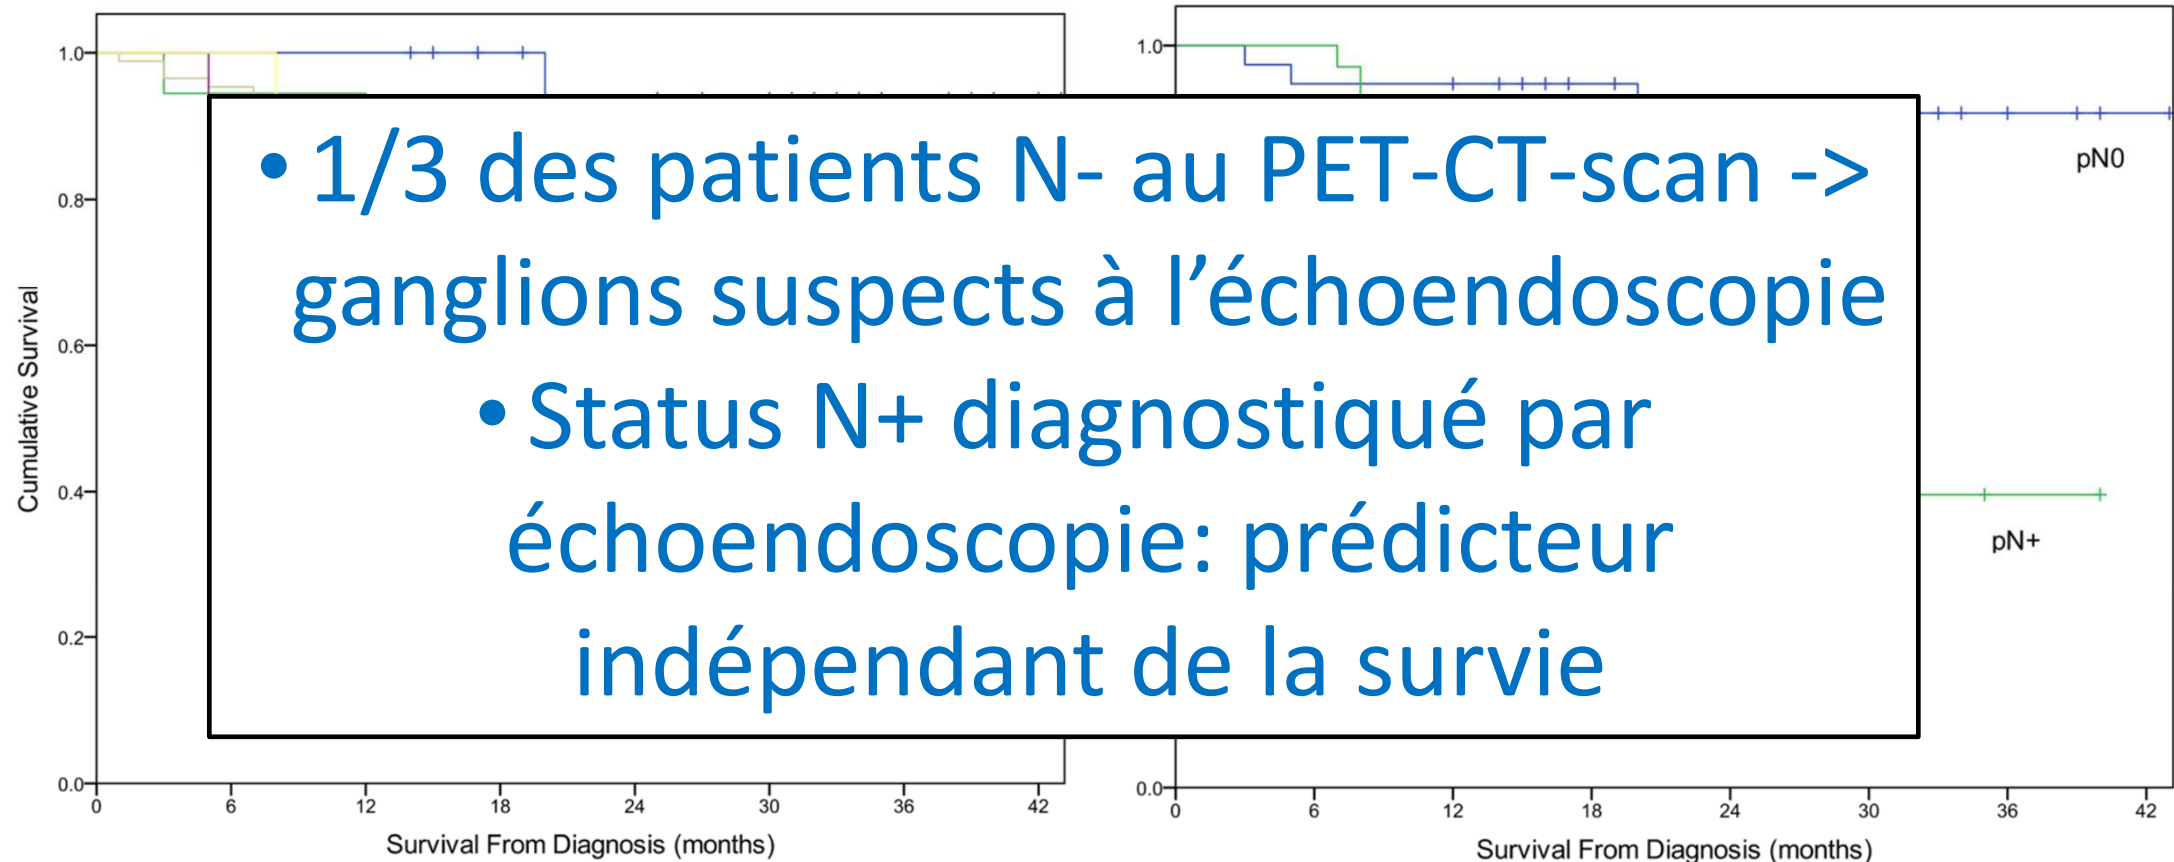 1.0
0.8
0.6
0.4
0.2
0.0
Cumulative Survival
0 6 12 18 24 30 36 42
Survival From Diagnosis (months)
• 1/3 des patients N- au PET-CT-scan ->
ganglions suspects à l’échoendoscopie
• Status N+ diagnostiqué par
échoendoscopie: prédicteur
indépendant de la survie
1.0
0.0
pN0
pN+
0 6 12 18 24 30 36 42
Survival From Diagnosis (months)